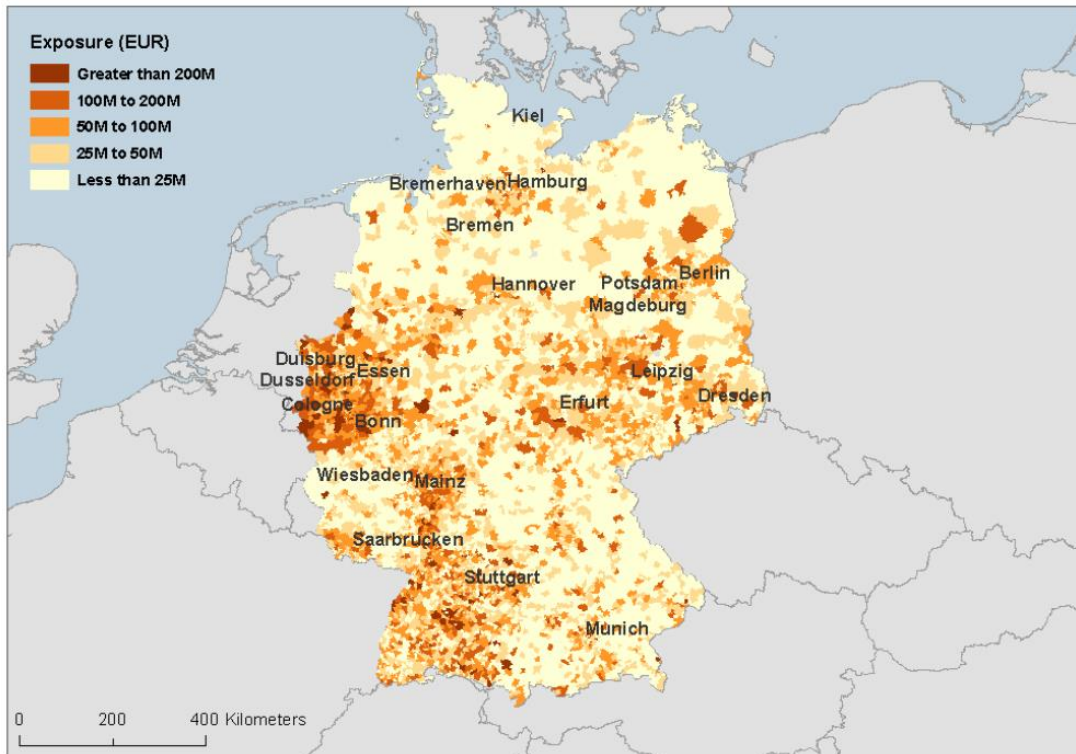 Exposure (EUR)
Greater than 200M
100M to 200M
50M to 100M
25M to 50M
Less than 25M
Kiel
Bremerhaven
Hamburg
Bremen
Hannover
Potsdam
Berlin
Magdeburg
Duisburg
Essen
Dusseldorf
Leipzig
Cologne
Erfurt
Dresden
Bonn
Wiesbaden
Mainz
Saarbrucken
Stuttgart
Munich
0 200 400 Kilometers